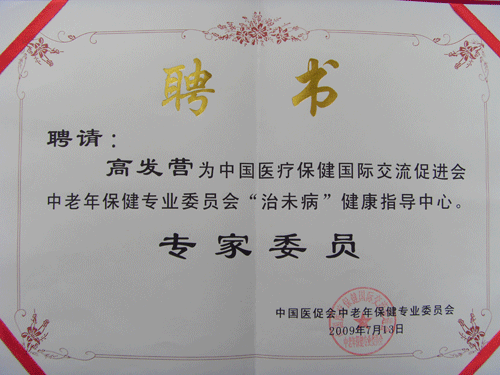 聘 书
聘请：
高发营为中国医疗保健国际交流促进会
中老年保健专业委员会“治未病”健康指导中心。
专家委员
中国医促会中老年保健专业委员会
2009年7月13日